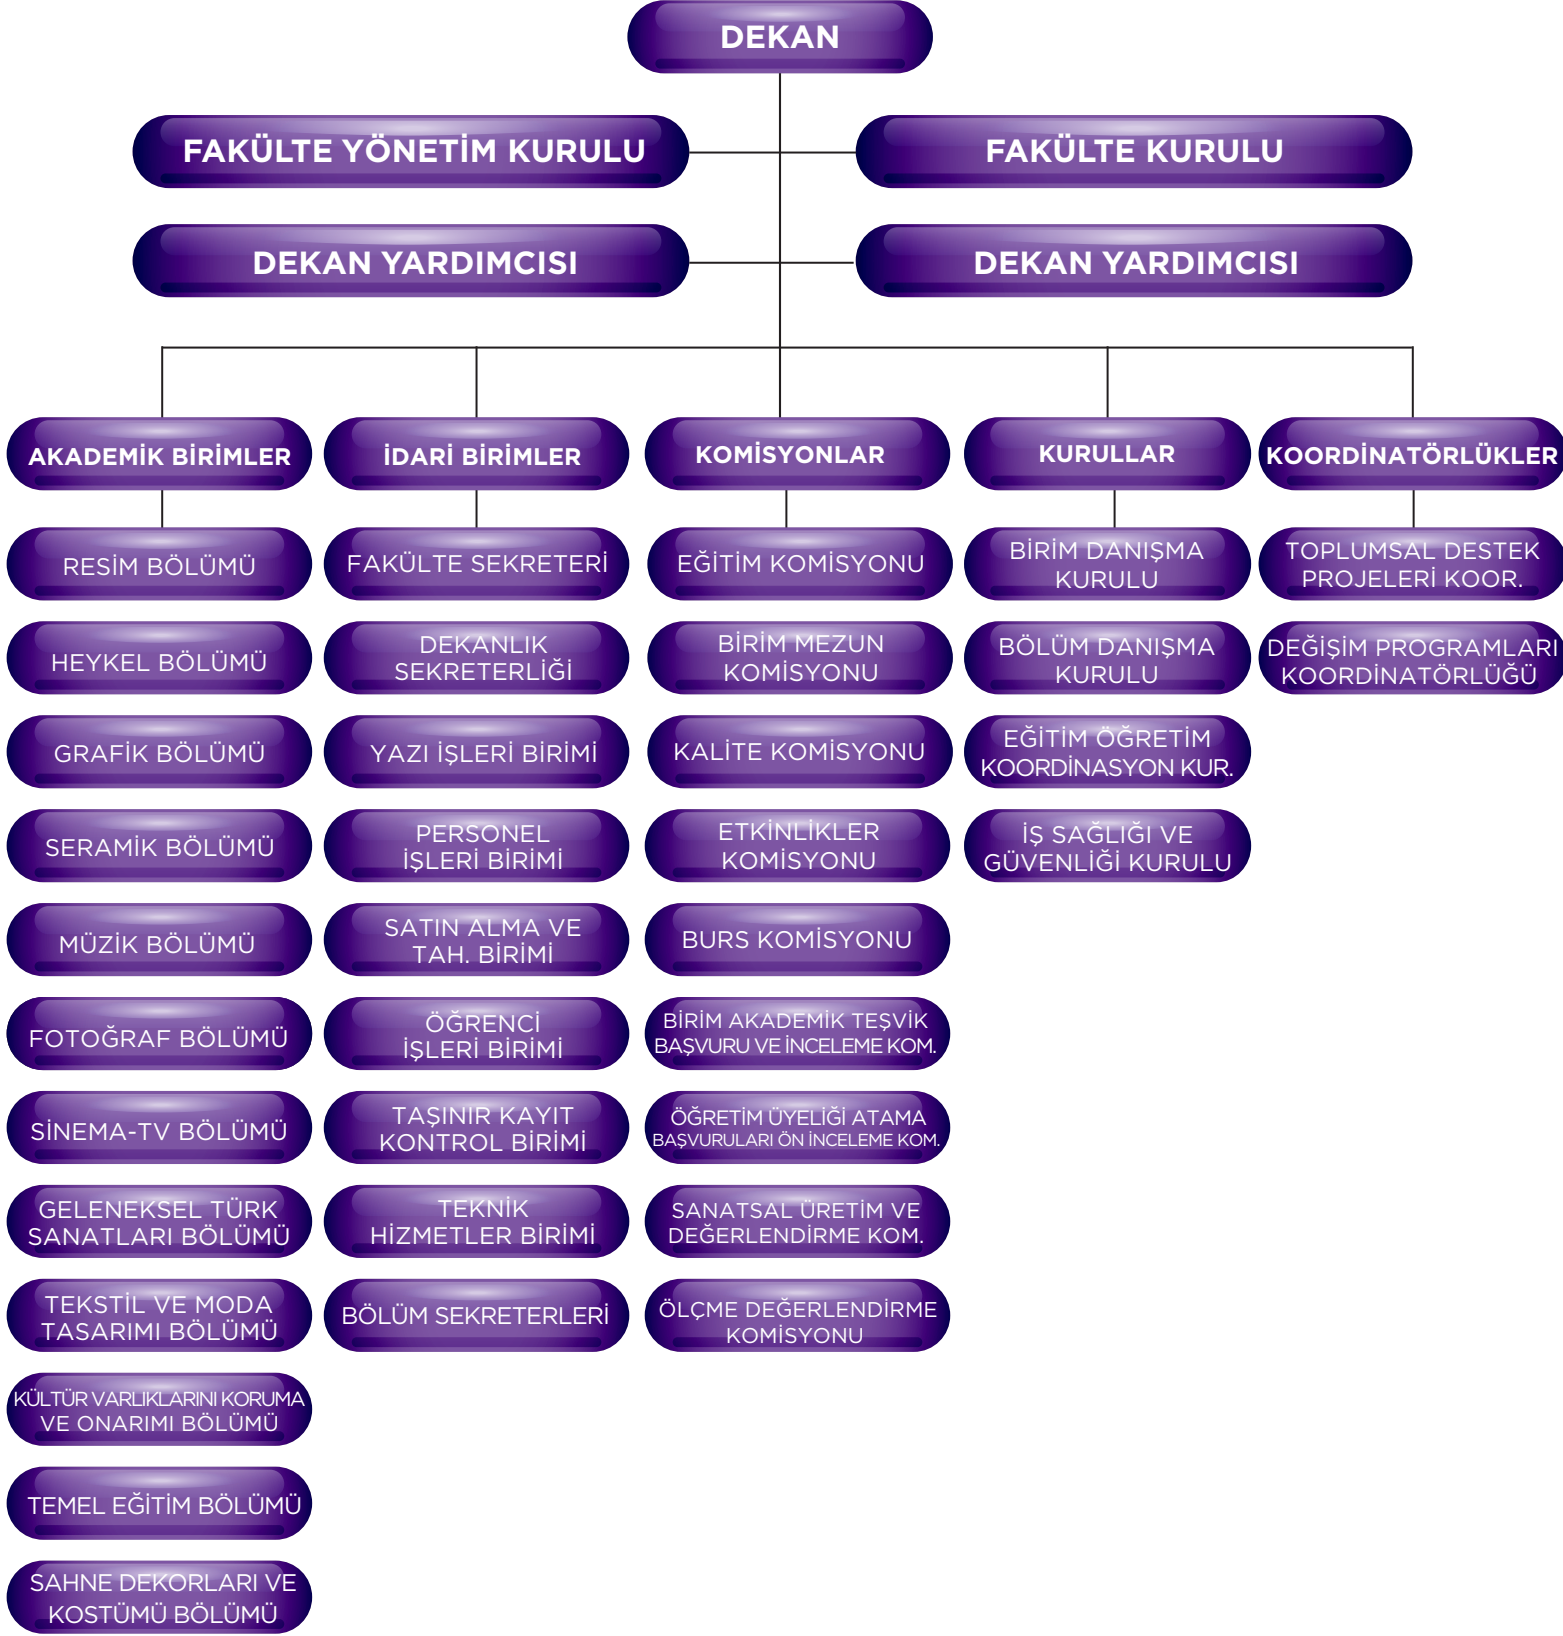 DEKAN
FAKÜLTE YÖNETİM KURULU
FAKÜLTE KURULU
DEKAN YARDIMCISI
DEKAN YARDIMCISI
AKADEMİK BİRİMLER
RESİM BÖLÜMÜ
HEYKEL BÖLÜMÜ
GRAFİK BÖLÜMÜ
SERAMİK BÖLÜMÜ
MÜZİK BÖLÜMÜ
FOTOĞRAF BÖLÜMÜ
SİNEMA-TV BÖLÜMÜ
GELENEKSEL TÜRK
SANATLARI BÖLÜMÜ
TEKSTİL VE MODA
TASARIMI BÖLÜMÜ
KÜLTÜR VARLIKLARINI KORUMA
VE ONARIMI BÖLÜMÜ
TEMEL EĞİTİM BÖLÜMÜ
SAHNE DEKORLARI VE
KOSTÜMÜ BÖLÜMÜ
İDARİ BİRİMLER
FAKÜLTE SEKRETERİ
DEKANLIK
SEKRETERLİĞİ
YAZI İŞLERİ BİRİMİ
PERSONEL
İŞLERİ BİRİMİ
SATIN ALMA VE
TAH. BİRİMİ
ÖĞRENCİ
İŞLERİ BİRİMİ
TAŞINIR KAYIT
KONTROL BİRİMİ
TEKNİK
HİZMETLER BİRİMİ
BÖLÜM SEKRETERLERİ
KOMİSYONLAR
EĞİTİM KOMİSYONU
BİRİM MEZUN
KOMİSYONU
KALİTE KOMİSYONU
ETKİNLİKLER
KOMİSYONU
BURS KOMİSYONU
BİRİM AKADEMİK TEŞVİK
BAŞVURU VE İNCELEME KOM.
ÖĞRETİM ÜYELİĞİ ATAMA
BAŞVURULARI ÖN İNCELEME KOM.
SANATSAL ÜRETİM VE
DEĞERLENDİRME KOM.
ÖLÇME DEĞERLENDİRME
KOMİSYONU
KURULLAR
BİRİM DANIŞMA
KURULU
BÖLÜM DANIŞMA
KURULU
EĞİTİM ÖĞRETİM
KOORDİNASYON KUR.
İŞ SAĞLIĞI VE
GÜVENLİĞİ KURULU
KOORDİNATÖRLÜKLER
TOPLUMSAL DESTEK
PROJELERİ KOOR.
DEĞİŞİM PROGRAMLARI
KOORDİNATÖRLÜĞÜ